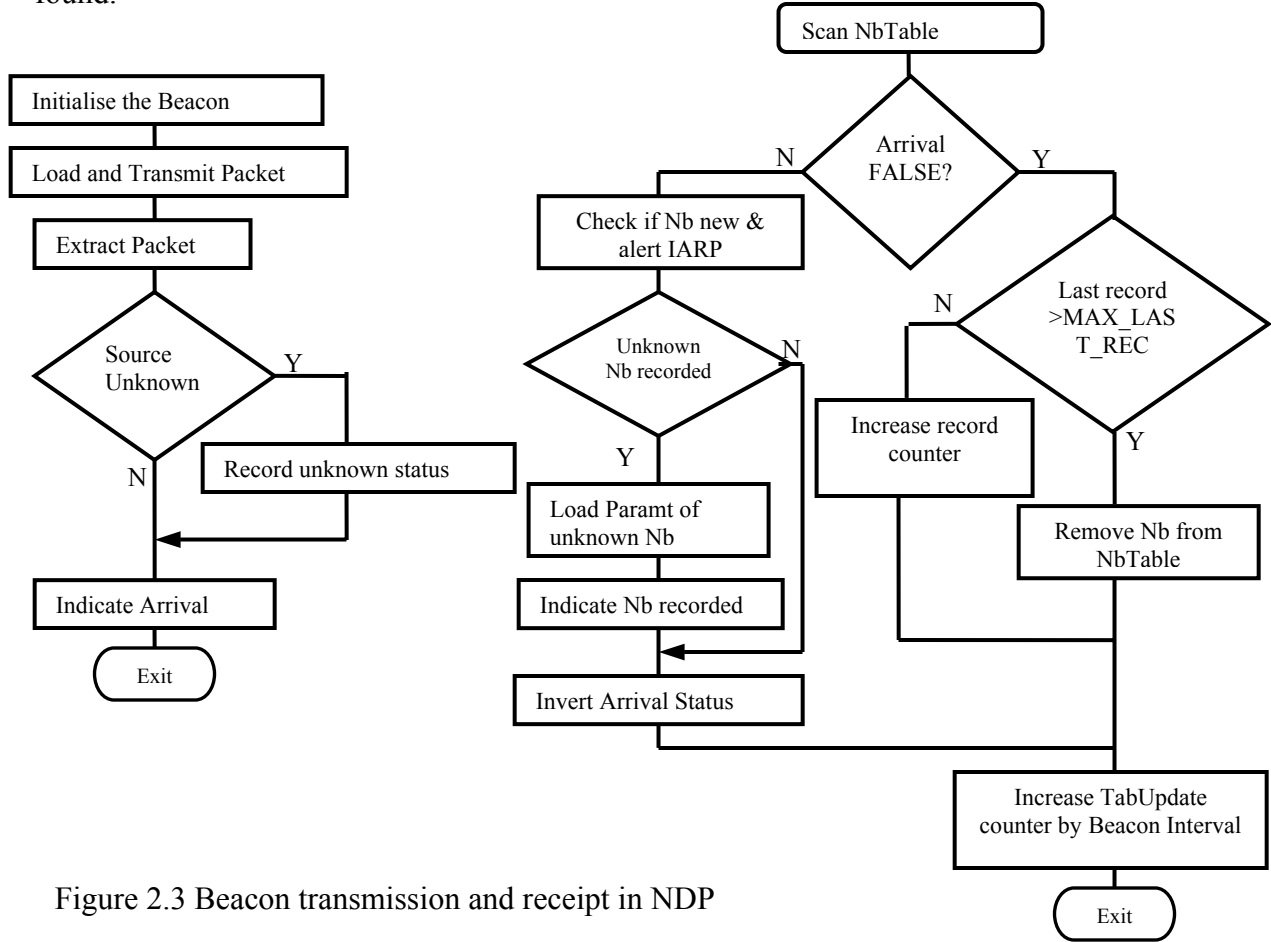 found.
Initialise the Beacon
Load and Transmit Packet
Extract Packet
Source
Unknown
Y
Record unknown status
N
Indicate Arrival
Exit
Scan NbTable
Arrival
FALSE?
N
Y
Check if Nb new &
alert IARP
Unknown
Nb recorded
N
Y
Load Paramt of
unknown Nb
Indicate Nb recorded
Invert Arrival Status
Last record
>MAX_LAS
T_REC
N
Y
Increase record
counter
Remove Nb from
NbTable
Increase TabUpdate
counter by Beacon Interval
Exit
Figure 2.3 Beacon transmission and receipt in NDP